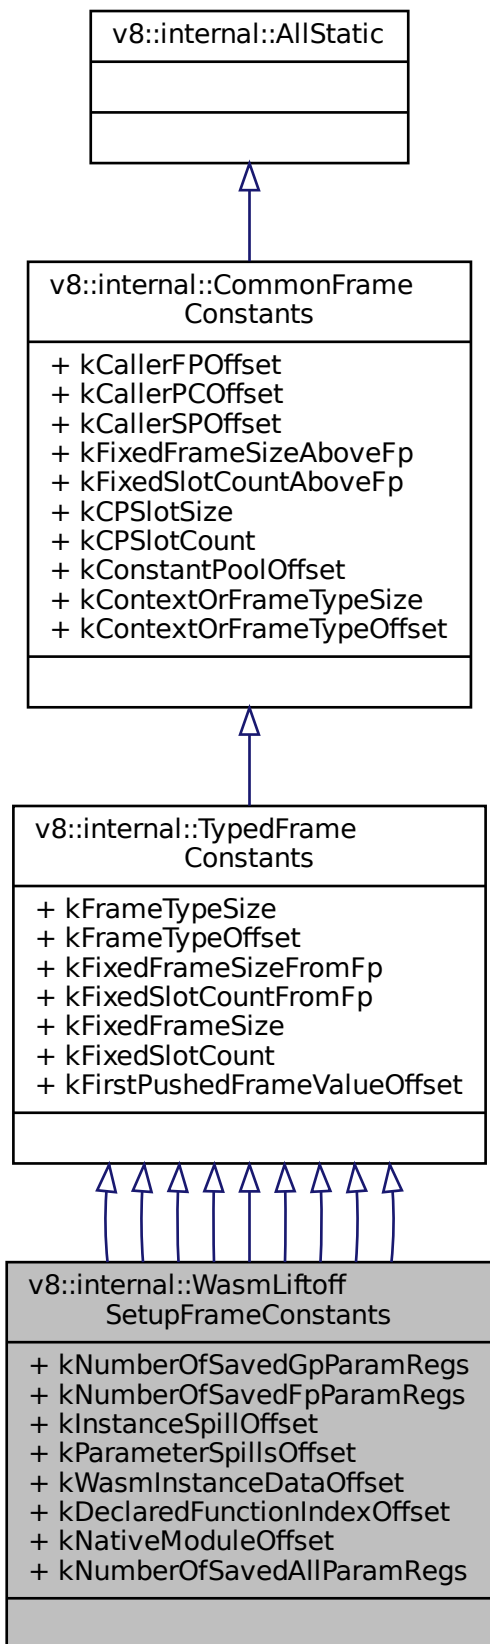 v8::internal::AllStatic
v8::internal::CommonFrame
Constants
+ kCallerFPOffset
+ kCallerPCOffset
+ kCallerSPOffset
+ kFixedFrameSizeAboveFp
+ kFixedSlotCountAboveFp
+ kCPSlotSize
+ kCPSlotCount
+ kConstantPoolOffset
+ kContextOrFrameTypeSize
+ kContextOrFrameTypeOffset
v8::internal::TypedFrame
Constants
+ kFrameTypeSize
+ kFrameTypeOffset
+ kFixedFrameSizeFromFp
+ kFixedSlotCountFromFp
+ kFixedFrameSize
+ kFixedSlotCount
+ kFirstPushedFrameValueOffset
v8::internal::WasmLiftoff
SetupFrameConstants
+ kNumberOfSavedGpParamRegs
+ kNumberOfSavedFpParamRegs
+ kInstanceSpillOffset
+ kParameterSpillsOffset
+ kWasmInstanceDataOffset
+ kDeclaredFunctionIndexOffset
+ kNativeModuleOffset
+ kNumberOfSavedAllParamRegs